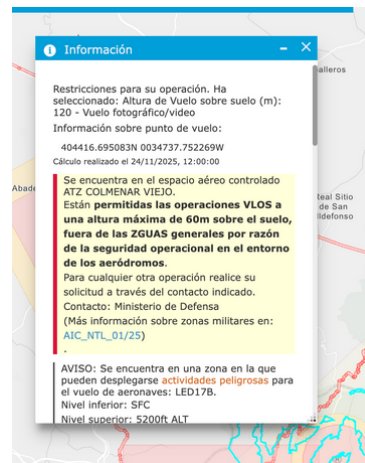 Información
Restricciones para su operación. Ha
seleccionado: Altura de Vuelo sobre suelo (m):
120 - Vuelo fotográfico/video
Información sobre punto de vuelo:
404416.695083N 0034737.752269W
Cálculo realizado el 24/11/2025, 12:00:00
Se encuentra en el espacio aéreo controlado
ATZ COLMENAR VIEJO.
Están permitidas las operaciones VLOS a
una altura máxima de 60m sobre el suelo,
fuera de las ZGUAS generales por razón
de la seguridad operacional en el entorno
de los aeródromos.
Para cualquier otra operación realice su
solicitud a través del contacto indicado.
Contacto: Ministerio de Defensa
(Más información sobre zonas militares en:
AIC_NTL_01/25)
.
AVISO: Se encuentra en una zona en la que
pueden desplegarse actividades peligrosas para
el vuelo de aeronaves: LED17B.
Nivel inferior: SFC
Nivel superior: 5200ft ALT
alleros
Abade
Real Sitio
de San
Ildefonso